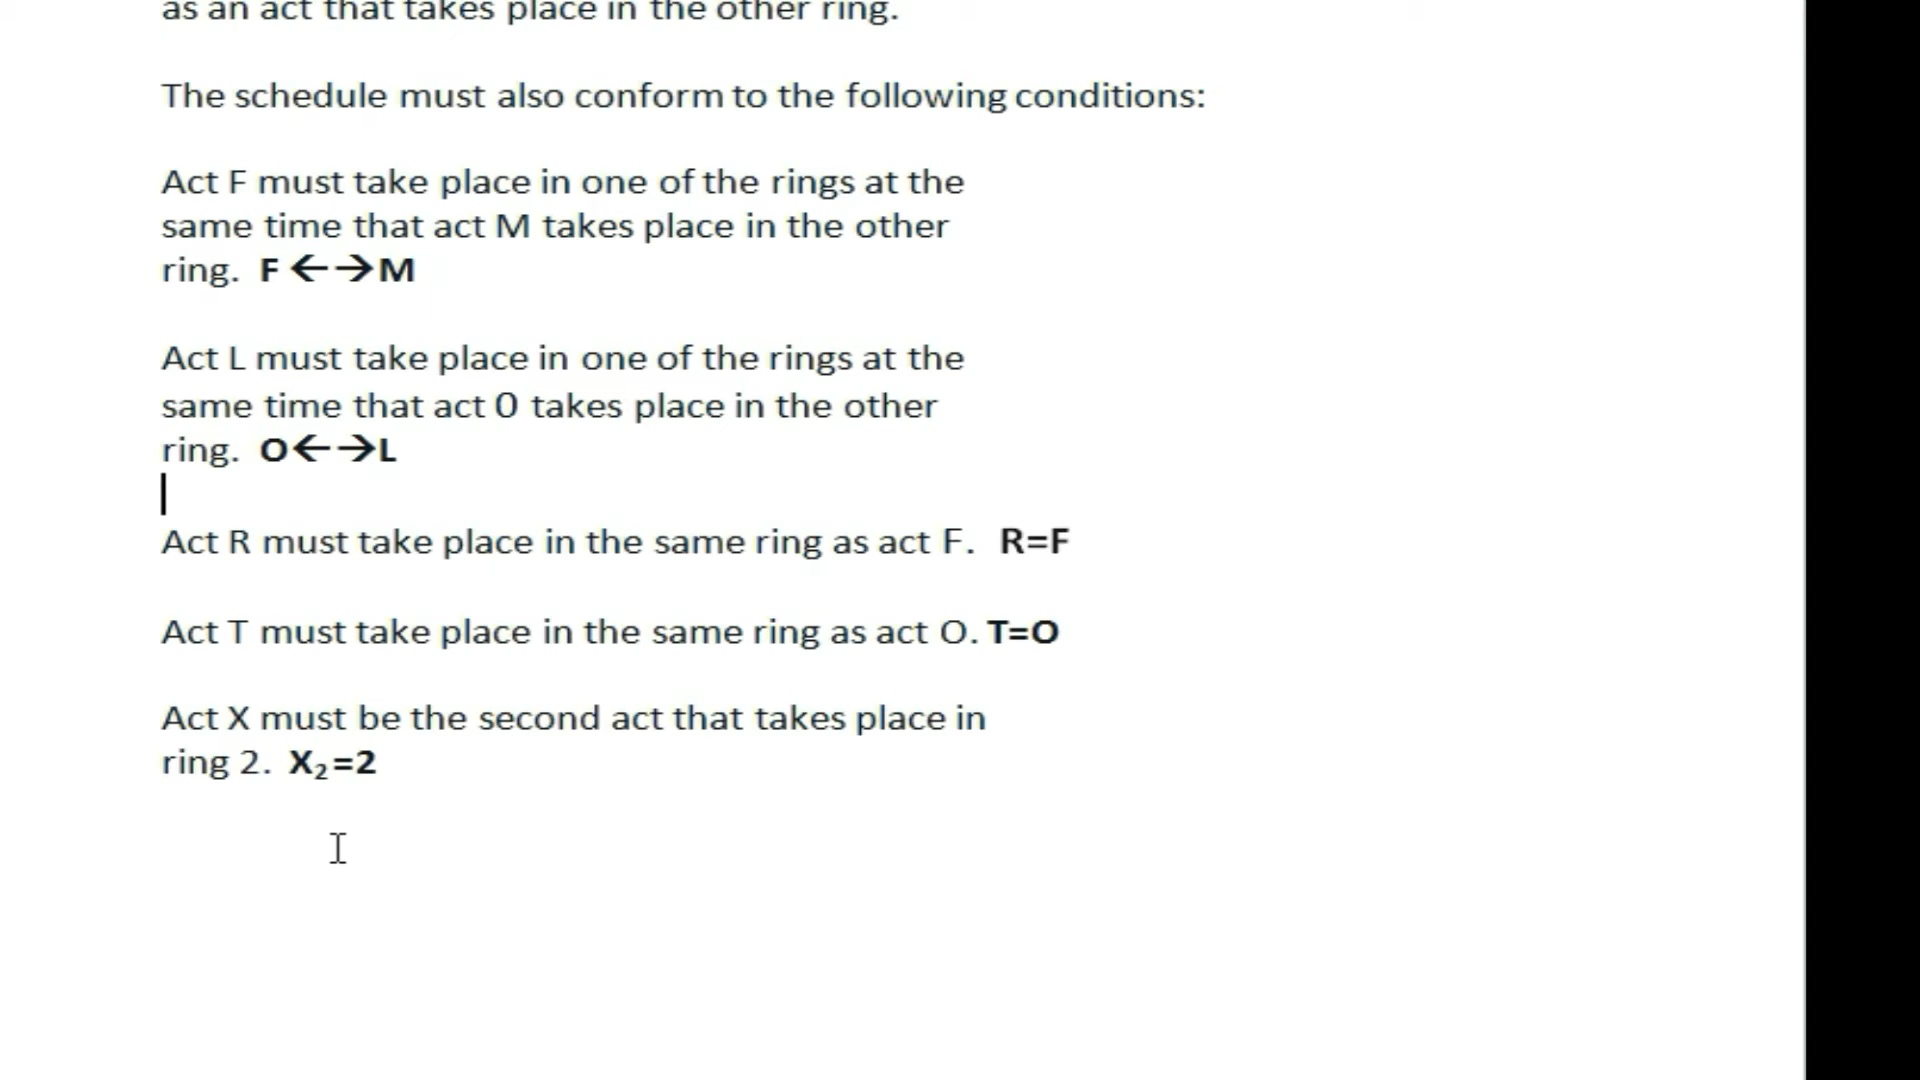 as an act that takes place in the other ring.
The schedule must also conform to the following conditions:
Act F must take place in one of the rings at the
same time that act M takes place in the other
ring. F ←→M
Act L must take place in one of the rings at the
same time that act 0 takes place in the other
ring. O←→L
Act R must take place in the same ring as act F. R=F
Act T must take place in the same ring as act O. T=O
Act X must be the second act that takes place in
ring 2. X₂=2